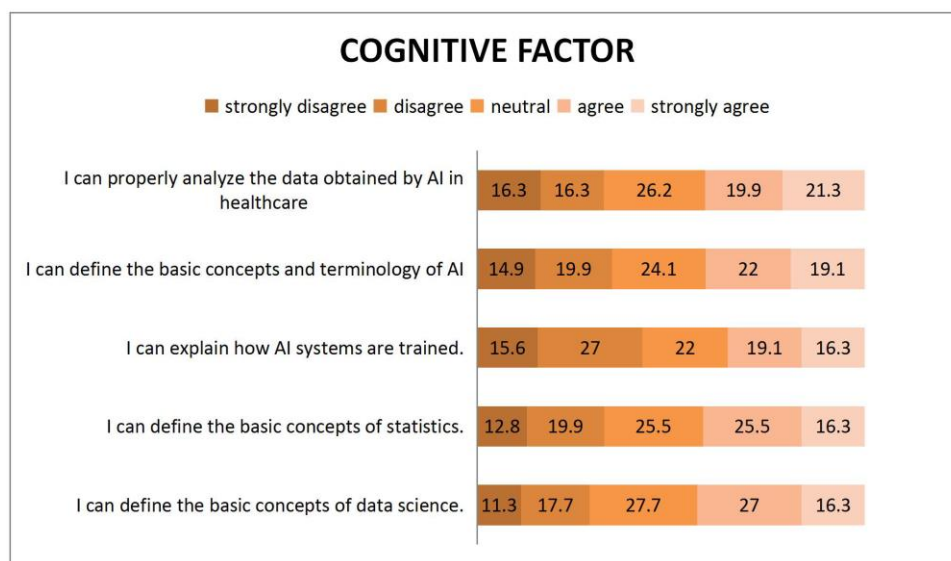 COGNITIVE FACTOR
strongly disagree disagree neutral agree strongly agree
I can properly analyze the data obtained by AI in
healthcare
16.3 16.3 26.2 19.9 21.3
I can define the basic concepts and terminology of AI
14.9 19.9 24.1 22 19.1
I can explain how AI systems are trained.
15.6 27 22 19.1 16.3
I can define the basic concepts of statistics.
12.8 19.9 25.5 25.5 16.3
I can define the basic concepts of data science.
11.3 17.7 27.7 27 16.3